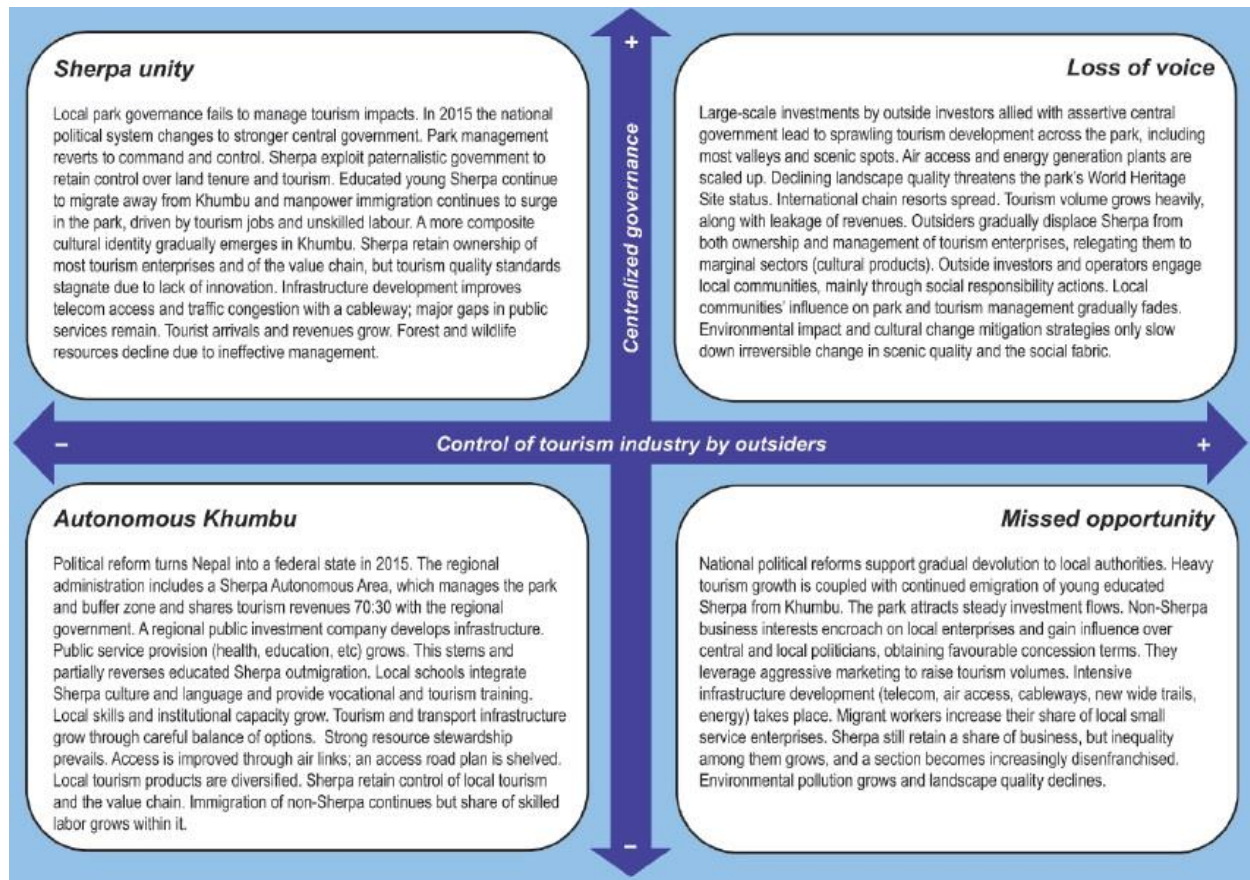 Sherpa unity
Local park governance fails to manage tourism impacts. In 2015 the national
political system changes to stronger central government. Park management
reverts to command and control. Sherpa exploit paternalistic government to
retain control over land tenure and tourism. Educated young Sherpa continue
to migrate away from Khumbu and manpower immigration continues to surge
in the park, driven by tourism jobs and unskilled labour. A more composite
cultural identity gradually emerges in Khumbu. Sherpa retain ownership of
most tourism enterprises and of the value chain, but tourism quality standards
stagnate due to lack of innovation. Infrastructure development improves
telecom access and traffic congestion with a cableway; major gaps in public
services remain. Tourist arrivals and revenues grow. Forest and wildlife
resources decline due to ineffective management.
+
Centralized governance
Loss of voice
Large-scale investments by outside investors allied with assertive central
government lead to sprawling tourism development across the park, including
most valleys and scenic spots. Air access and energy generation plants are
scaled up. Declining landscape quality threatens the park's World Heritage
Site status. International chain resorts spread. Tourism volume grows heavily,
along with leakage of revenues. Outsiders gradually displace Sherpa from
both ownership and management of tourism enterprises, relegating them to
marginal sectors (cultural products). Outside investors and operators engage
local communities, mainly through social responsibility actions. Local
communities' influence on park and tourism management gradually fades.
Environmental impact and cultural change mitigation strategies only slow
down irreversible change in scenic quality and the social fabric.
– Control of tourism industry by outsiders +
Autonomous Khumbu
Political reform turns Nepal into a federal state in 2015. The regional
administration includes a Sherpa Autonomous Area, which manages the park
and buffer zone and shares tourism revenues 70:30 with the regional
government. A regional public investment company develops infrastructure.
Public service provision (health, education, etc) grows. This stems and
partially reverses educated Sherpa outmigration. Local schools integrate
Sherpa culture and language and provide vocational and tourism training.
Local skills and institutional capacity grow. Tourism and transport infrastructure
grow through careful balance of options. Strong resource stewardship
prevails. Access is improved through air links; an access road plan is shelved.
Local tourism products are diversified. Sherpa retain control of local tourism
and the value chain. Immigration of non-Sherpa continues but share of skilled
labor grows within it.
Missed opportunity
National political reforms support gradual devolution to local authorities. Heavy
tourism growth is coupled with continued emigration of young educated
Sherpa from Khumbu. The park attracts steady investment flows. Non-Sherpa
business interests encroach on local enterprises and gain influence over
central and local politicians, obtaining favourable concession terms. They
leverage aggressive marketing to raise tourism volumes. Intensive
infrastructure development (telecom, air access, cableways, new wide trails,
energy) takes place. Migrant workers increase their share of local small
service enterprises. Sherpa still retain a share of business, but inequality
among them grows, and a section becomes increasingly disenfranchised.
Environmental pollution grows and landscape quality declines.
–